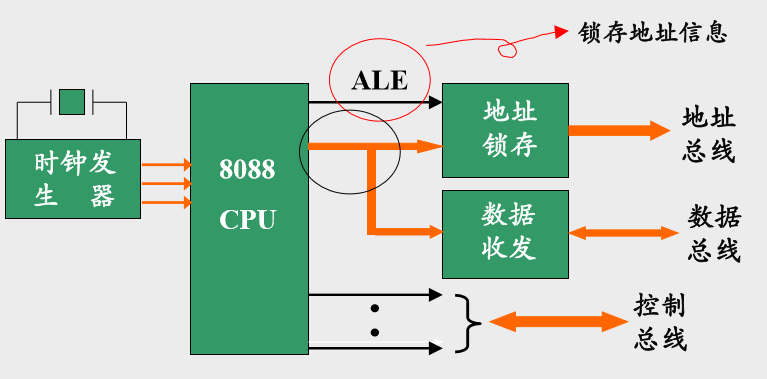 锁存地址信息
ALE
地址
锁存
地址
总线
时钟发
生 器
8088
CPU
数据
收发
数据
总线
控制
总线